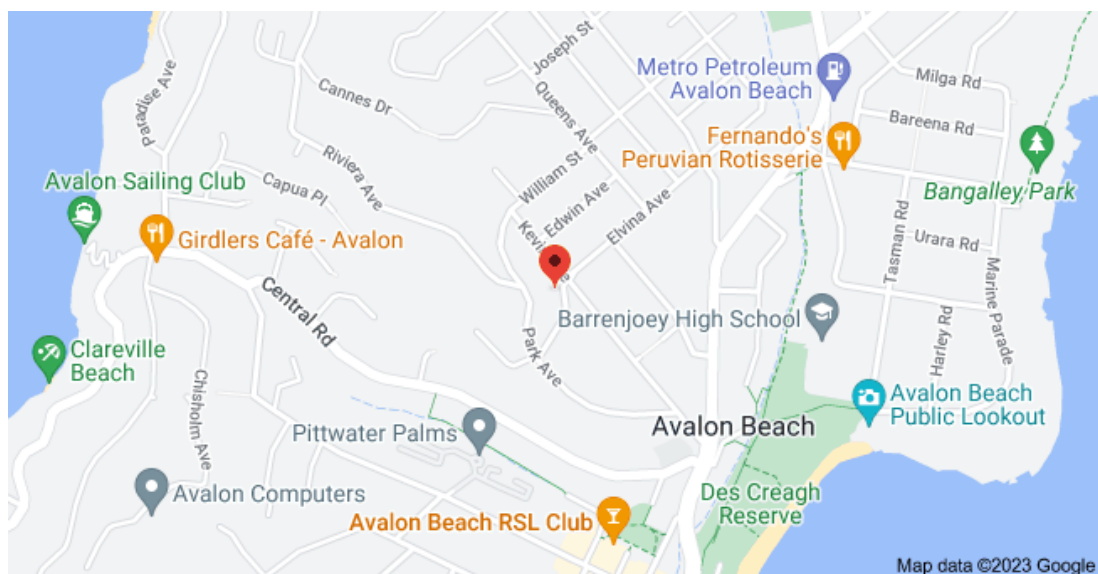 Joseph St
Metro Petroleum
Avalon Beach
Milga Rd
Paradise Ave
Cannes Dr
Queens Ave
Bareena Rd
Fernando's
Peruvian Rotisserie
Riviera Ave
William St
Avalon Sailing Club
Capua Pl
Edwin Ave
Elvina Ave
Bangalley Park
Tasman Rd
Girdlers Café - Avalon
Urara Rd
Marine Parade
Central Rd
Barrenjoey High School
Harley Rd
Park Ave
Clareville
Beach
Chisholm Ave
Avalon Beach
Public Lookout
Pittwater Palms
Avalon Beach
Avalon Computers
Des Creagh
Reserve
Avalon Beach RSL Club
Map data ©2023 Google